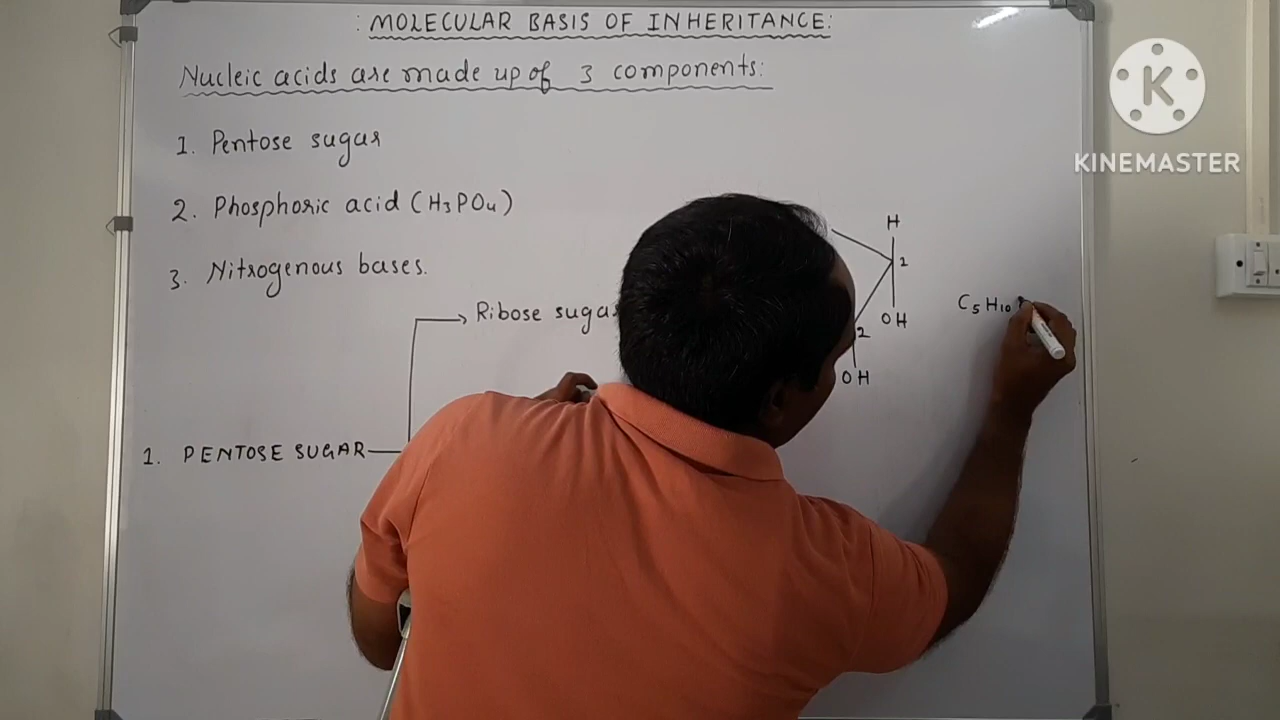 : MOLECULAR BASIS OF INHERITANCE:
Nucleic acids are made up of 3 components:
1. Pentose sugar
2. Phosphoric acid (H3PO4)
3. Nitrogenous bases.
Ribose sugar
1. PENTOSE SUGAR
H
1
OH
2
OH
C5H10
K
KINEMASTER